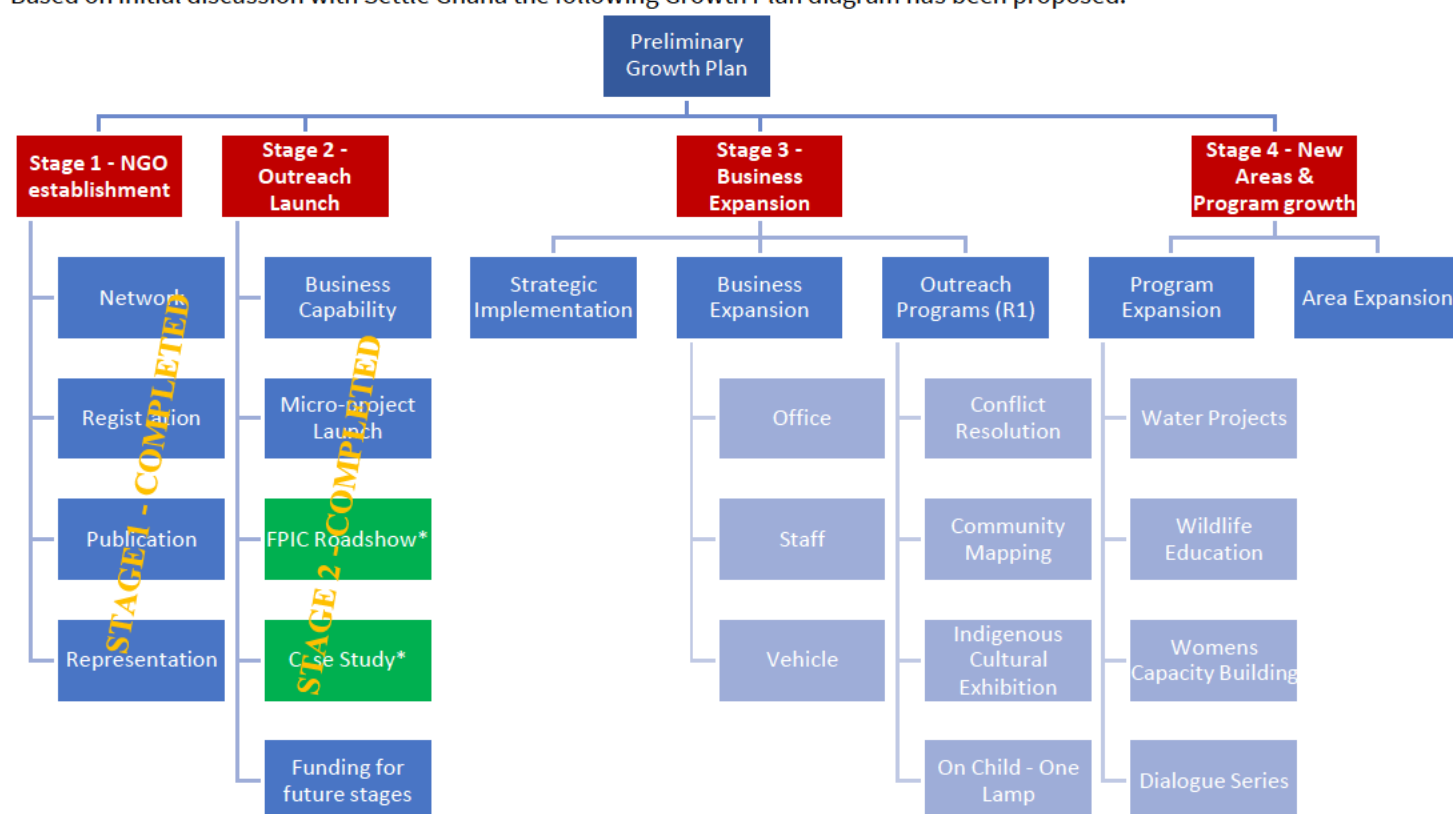 Based on initial discussion with Settle Ghana the following Growth Plan diagram has been proposed:
Preliminary
Growth Plan
Stage 1 - NGO
establishment
Network
Registration
Publication
Representation
STAGE 1 - COMPLETED
Stage 2 -
Outreach
Launch
Business
Capability
Micro-project
Launch
FPIC Roadshow*
Case Study*
Funding for
future stages
STAGE 2 - COMPLETED
Stage 3 -
Business
Expansion
Strategic
Implementation
Business
Expansion
Office
Staff
Vehicle
Outreach
Programs (R1)
Conflict
Resolution
Community
Mapping
Indigenous
Cultural
Exhibition
On Child - One
Lamp
Stage 4 - New
Areas &
Program growth
Program
Expansion
Water Projects
Wildlife
Education
Womens
Capacity Building
Dialogue Series
Area Expansion